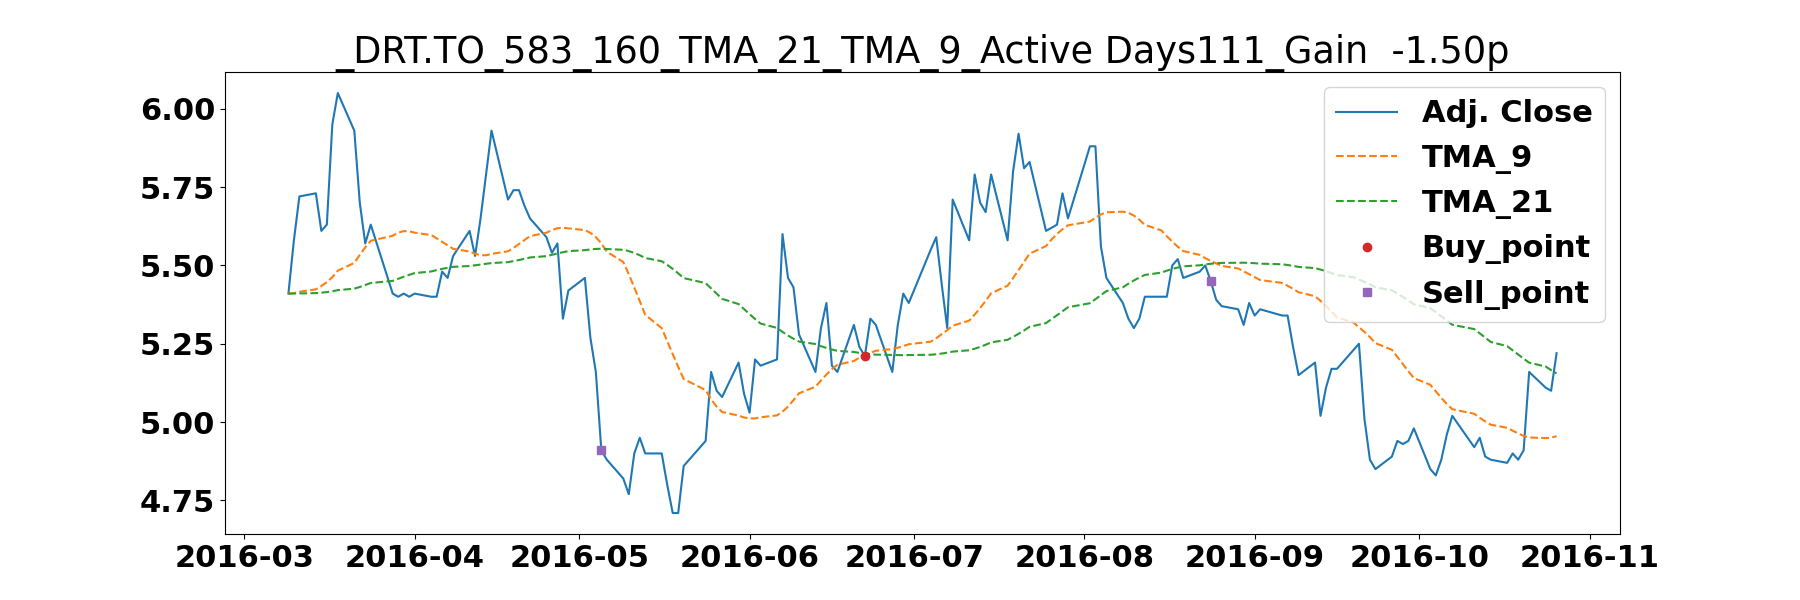 _DRT.TO_583_160_TMA_21_TMA_9_Active Days111_Gain  -1.50p
6.00
5.75
5.50
5.25
5.00
4.75
Adj. Close
TMA_9
TMA_21
Buy_point
Sell_point
2016-03 2016-04 2016-05 2016-06 2016-07 2016-08 2016-09 2016-10 2016-11